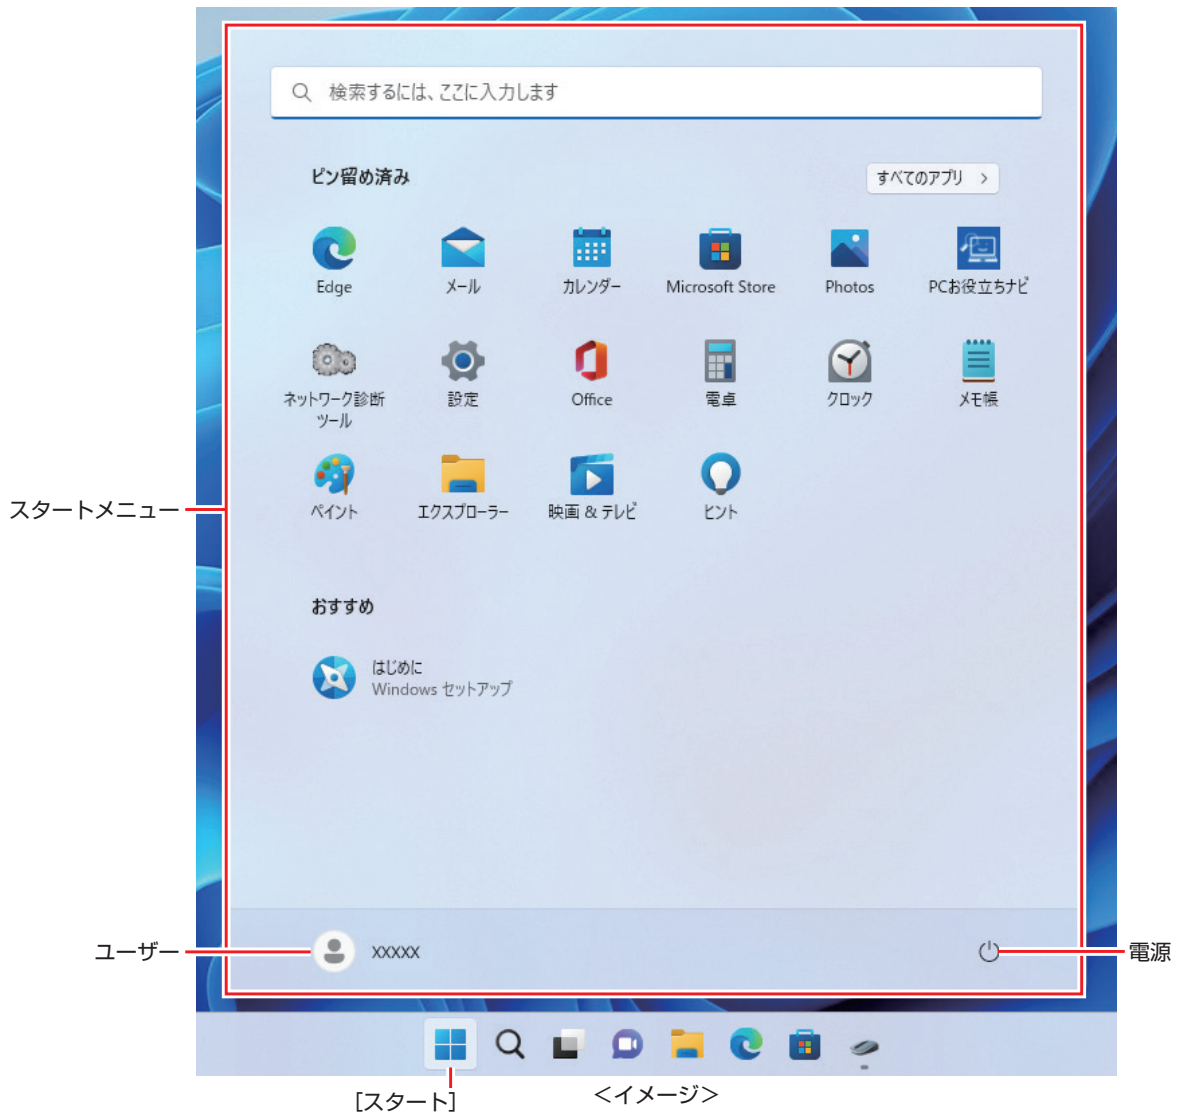 検索するには、ここに入力します
ピン留め済み
すべてのアプリ >
Edge
メール
カレンダー
Microsoft Store
Photos
PCお役立ちナビ
ネットワーク診断
ツール
設定
Office
電卓
クロック
メモ帳
ペイント
エクスプローラー
映画 & テレビ
ヒント
スタートメニュー
おすすめ
はじめに
Windows セットアップ
ユーザー
XXXXX
電源
[スタート]
＜イメージ＞